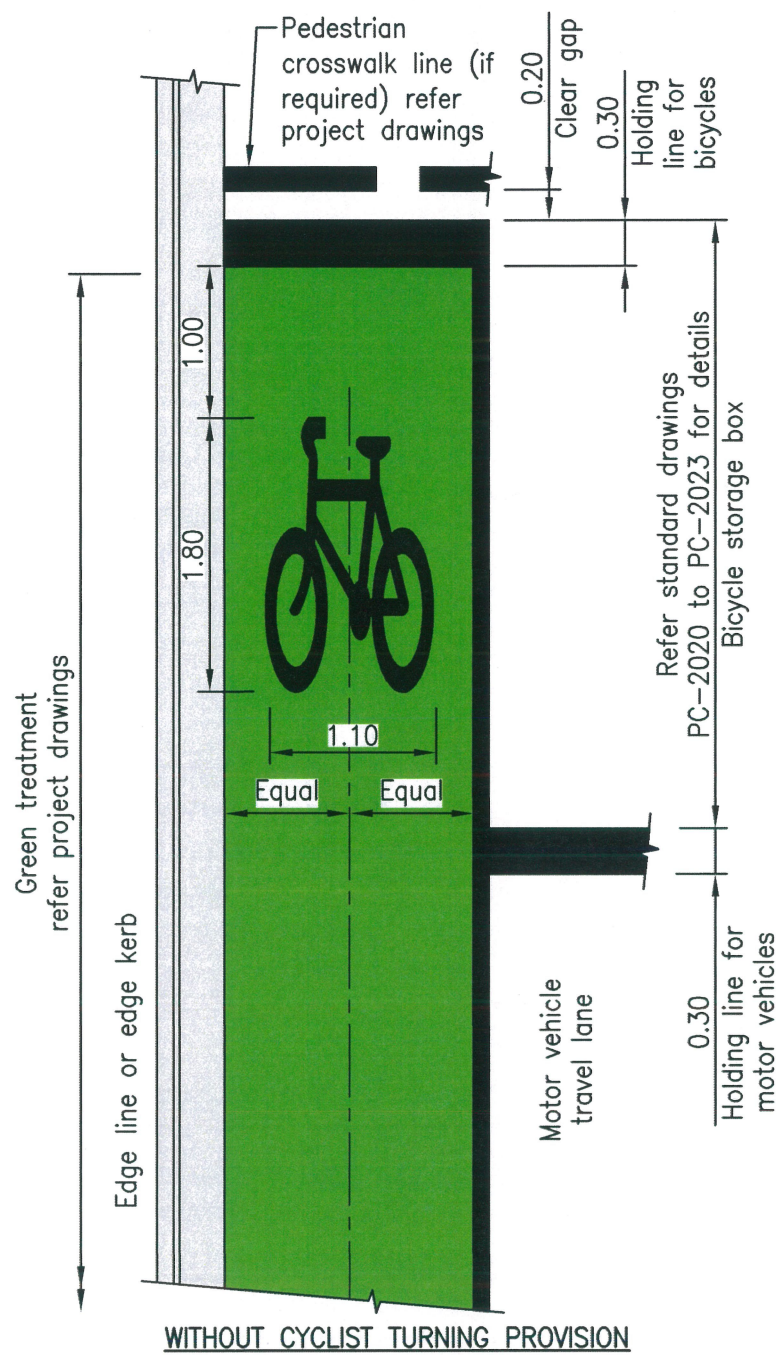 Pedestrian
crosswalk line (if
required) refer
project drawings
0.20
Clear gap
0.30
Holding
line for
bicycles
1.00
1.80
1.10
Equal
Equal
Green treatment
refer project drawings
Edge line or edge kerb
Refer standard drawings
PC-2020 to PC-2023 for details
Bicycle storage box
Motor vehicle
travel lane
0.30
Holding line for
motor vehicles
WITHOUT CYCLIST TURNING PROVISION